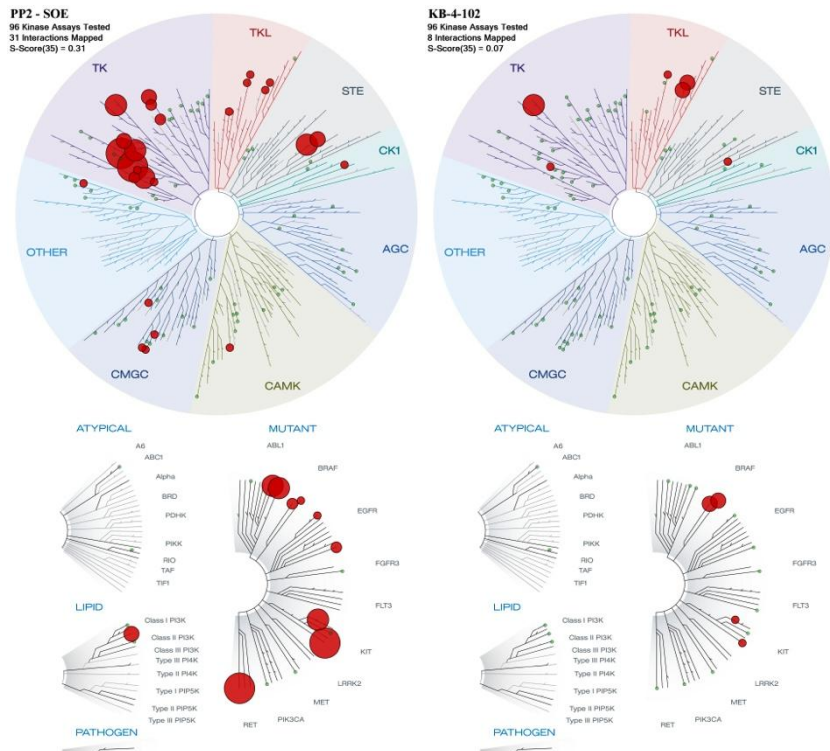 PP2 - SOE
96 Kinase Assays Tested
31 Interactions Mapped
S-Score(35) = 0.31
TK
TKL
STE
CK1
AGC
CAMK
CMGC
OTHER
ATYPICAL
A6
ABC1
Alpha
BRD
PDHK
PIKK
RIO
TAF
TIF1
LIPID
Class I PI3K
Class II PI3K
Class III PI3K
Type III PI4K
Type II PI4K
Type I PIP5K
Type II PIP5K
Type III PIP5K
PATHOGEN
MUTANT
ABL1
BRAF
EGFR
FGFR3
FLT3
KIT
LRRK2
MET
PIK3CA
RET
KB-4-102
96 Kinase Assays Tested
8 Interactions Mapped
S-Score(35) = 0.07
TK
TKL
STE
CK1
AGC
CAMK
CMGC
OTHER
ATYPICAL
A6
ABC1
Alpha
BRD
PDHK
PIKK
RIO
TAF
TIF1
LIPID
Class I PI3K
Class II PI3K
Class III PI3K
Type III PI4K
Type II PI4K
Type I PIP5K
Type II PIP5K
Type III PIP5K
PATHOGEN
MUTANT
ABL1
BRAF
EGFR
FGFR3
FLT3
KIT
LRRK2
MET
PIK3CA
RET